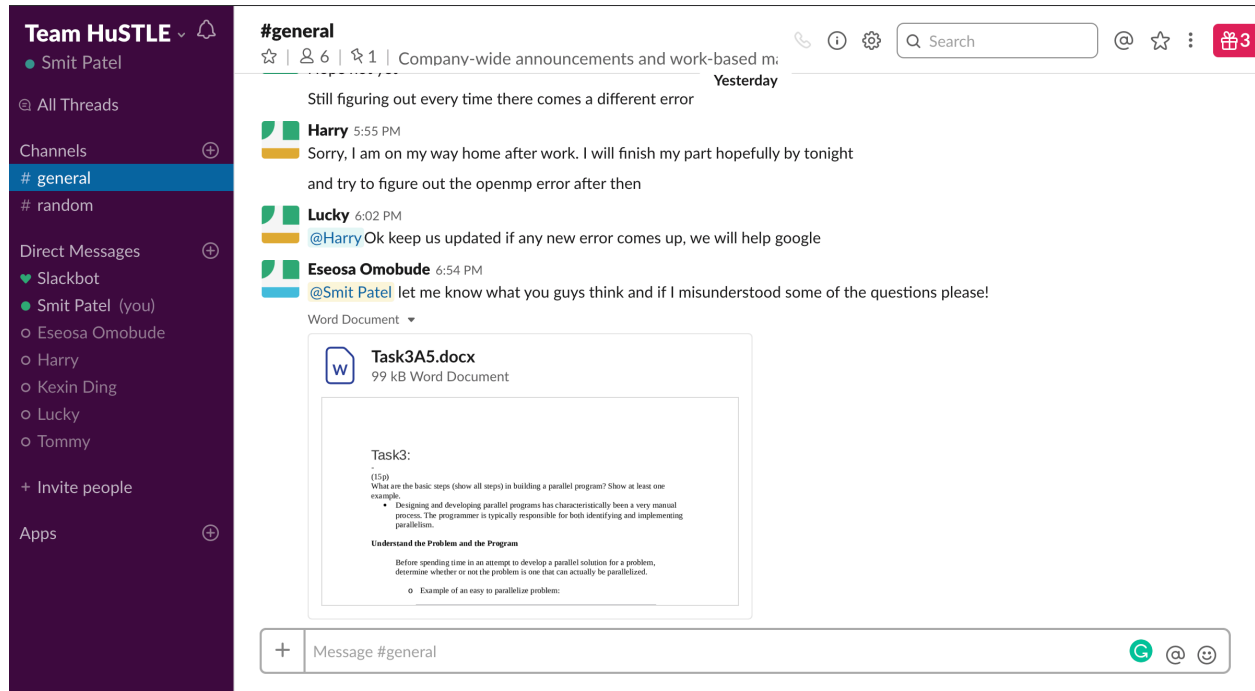 Team HuSTLE
Smit Patel
All Threads
Channels
# general
# random
Direct Messages
Slackbot
Smit Patel (you)
Eseosa Omobude
Harry
Kexin Ding
Lucky
Tommy
+ Invite people
Apps
#general
6 | 1 | Company-wide announcements and work-based
Search
@
3
Yesterday
Still figuring out every time there comes a different error
Harry 5:55 PM
Sorry, I am on my way home after work. I will finish my part hopefully by tonight
and try to figure out the openmp error after then
Lucky 6:02 PM
@Harry Ok keep us updated if any new error comes up, we will help google
Eseosa Omobude 6:54 PM
@Smit Patel let me know what you guys think and if I misunderstood some of the questions please!
Word Document
W
Task3A5.docx
99 kB Word Document
Task3:
-
(15p)
What are the basic steps (show all steps) in building a parallel program? Show at least one
example.
• Designing and developing parallel programs has characteristically been a very manual
process. The programmer is typically responsible for both identifying and implementing
parallelism.
Understand the Problem and the Program
Before spending time in an attempt to develop a parallel solution for a problem,
determine whether or not the problem is one that can actually be parallelized.
o Example of an easy to parallelize problem:
+ Message #general
@